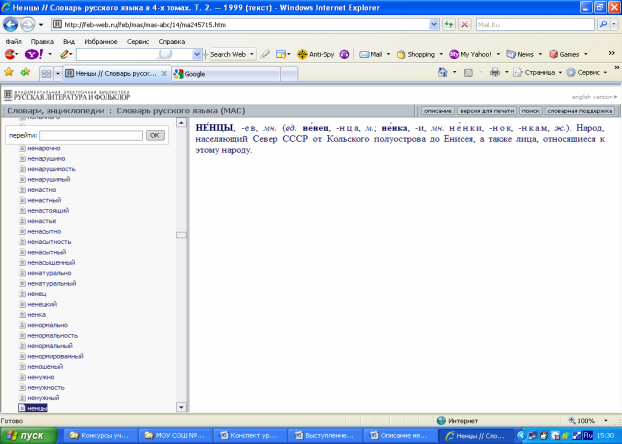 Ненцы // Словарь русского языка в 4-х томах. Т. 2. — 1999 (текст) - Windows Internet Explorer
http://feb-web.ru/feb/mas/mas-abc/14/ma245715.htm
Mail.Ru
Файл Правка Вид Избранное Сервис Справка
Y! Search Web Anti-Spy Mail Shopping My Yahoo! News Games
Ненцы // Словарь русск... Google Страница Сервис
ФУНДАМЕНТАЛЬНАЯ ЭЛЕКТРОННАЯ БИБЛИОТЕКА
РУССКАЯ ЛИТЕРАТУРА И ФОЛЬКЛОР
english version
Словари, энциклопедии : Словарь русского языка (МАС)
описание версия для печати поиск словарная поддержка
перейти: OK
ненарочно
ненарушимо
ненарушимость
ненарушимый
ненастно
ненастный
ненастоящий
ненастье
ненасытно
ненасытность
ненасытный
ненасыщенный
ненатурально
ненатуральный
ненец
ненецкий
ненка
ненормально
ненормальность
ненормальный
ненормированный
неношеный
ненужно
ненужность
ненужный
ненцы
НЕ́НЦЫ, -ев, мн. (ед. не́нец, -нца, м.; не́нка, -и, мн. не́нки, -нок, -нкам, ж.). Народ,
населяющий Север СССР от Кольского полуострова до Енисея, а также лица, относящиеся к
этому народу.
Готово Интернет 100%
пуск Конкурсы уч... МОУ СОШ №... Конспект ур... Выступление... Описание не... Ненцы // Сло... Ru 15:30